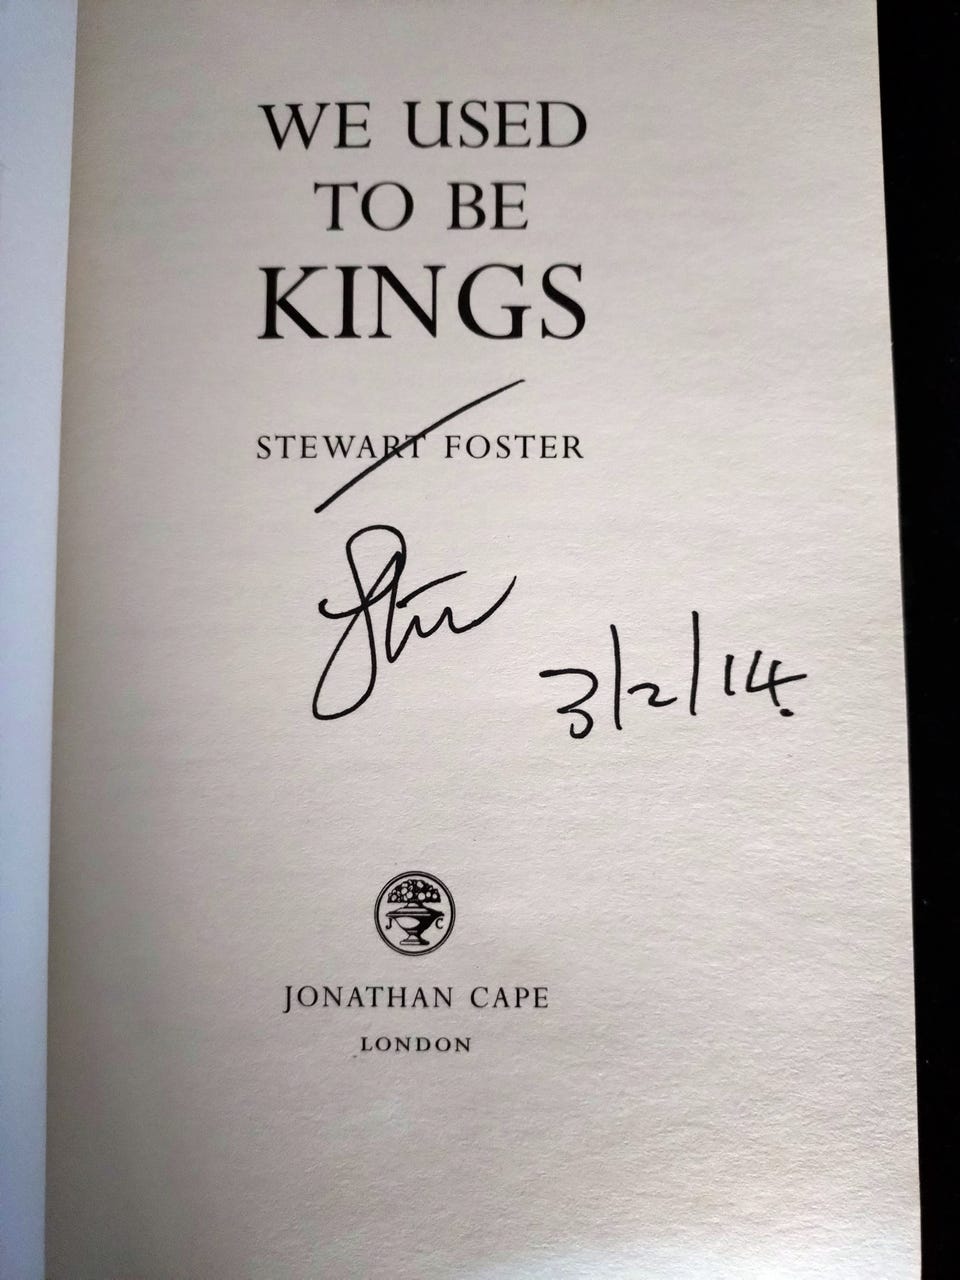 WE USED
TO BE
KINGS
STEWART FOSTER
3/2/14.
J C
JONATHAN CAPE
LONDON